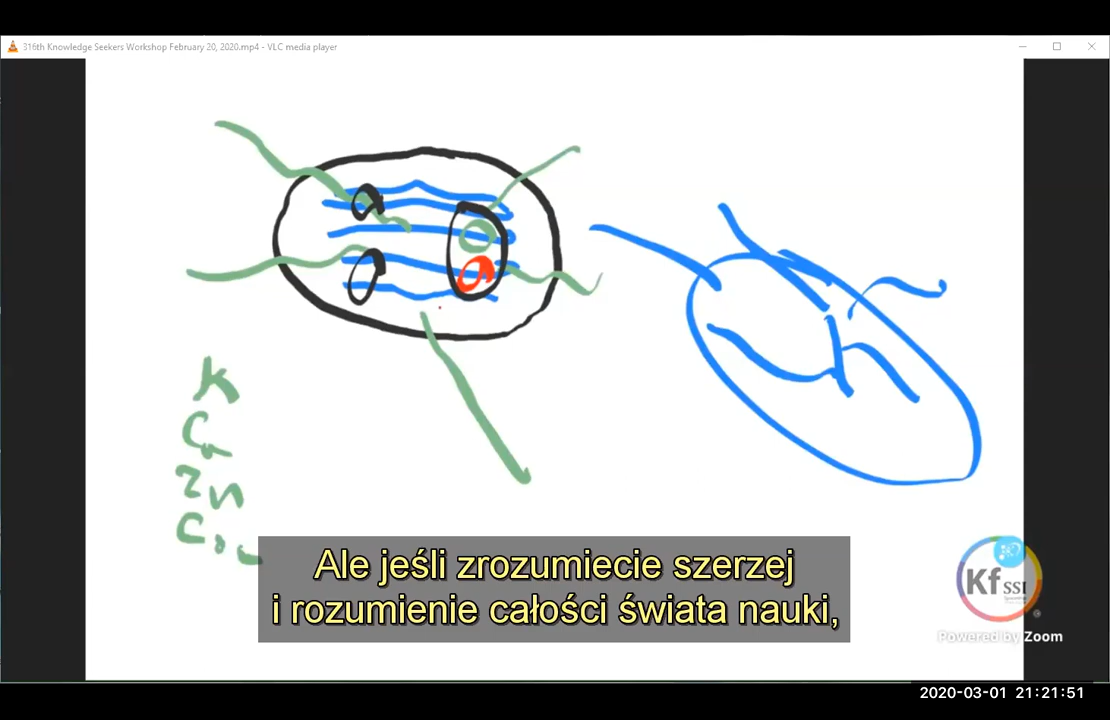 316th Knowledge Seekers Workshop February 20, 2020.mp4 - VLC media player
K
Zn
Ale jeśli zrozumiecie szerzej
i rozumienie całości świata nauki,
Kf SSI
Powered by Zoom
2020-03-01 21:21:51